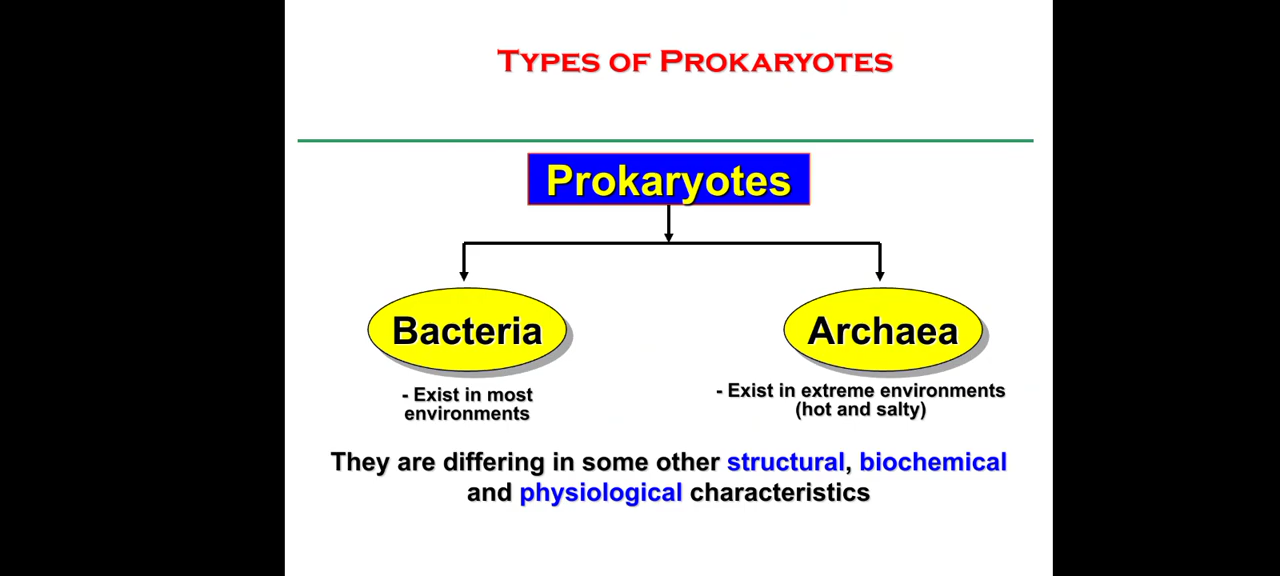 TYPES OF PROKARYOTES
Prokaryotes
Bacteria
Archaea
- Exist in most
environments
- Exist in extreme environments
(hot and salty)
They are differing in some other structural, biochemical
and physiological characteristics